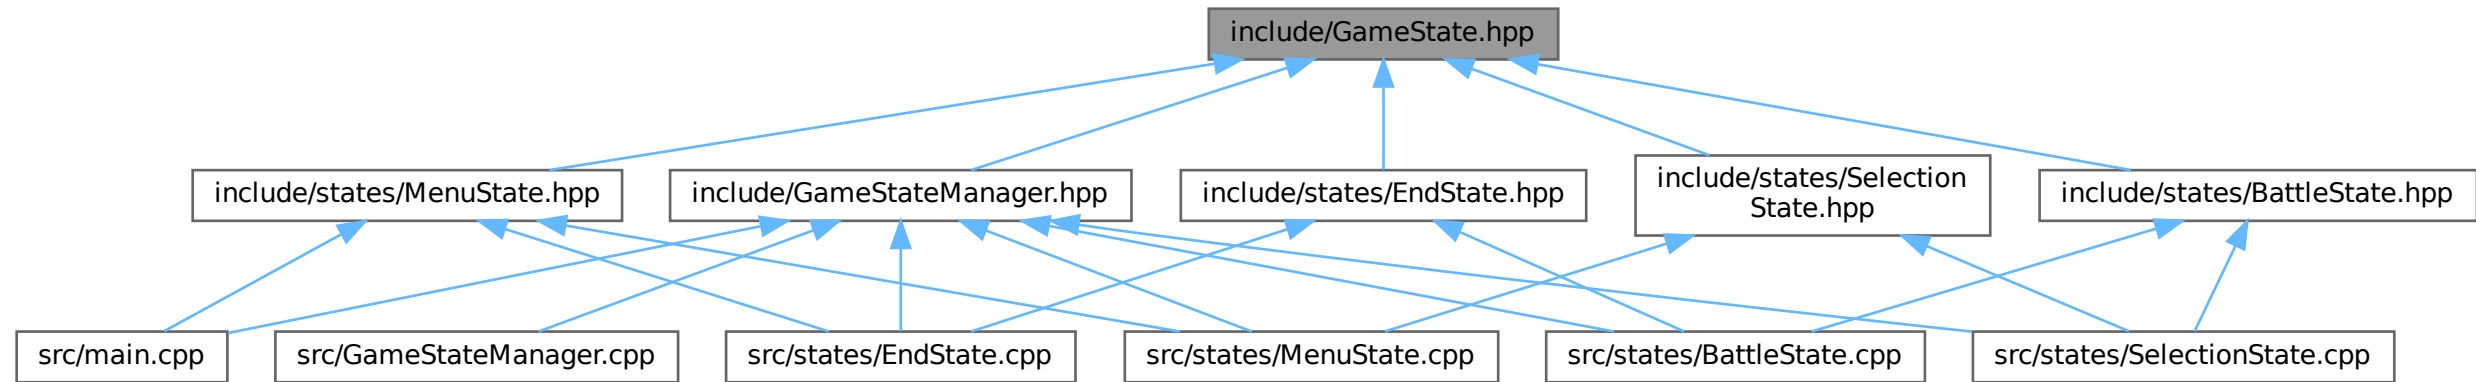 include/GameState.hpp
include/states/MenuState.hpp
include/GameStateManager.hpp
include/states/EndState.hpp
include/states/Selection
State.hpp
include/states/BattleState.hpp
src/main.cpp
src/GameStateManager.cpp
src/states/EndState.cpp
src/states/MenuState.cpp
src/states/BattleState.cpp
src/states/SelectionState.cpp